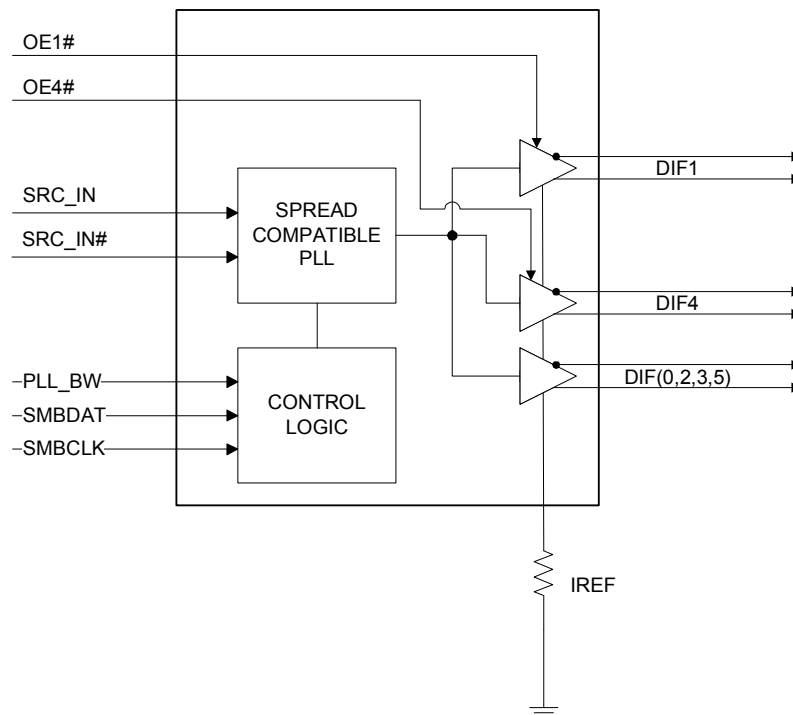 OE1#
OE4#
SRC_IN
SRC_IN#
SPREAD
COMPATIBLE
PLL
DIF1
DIF4
DIF(0,2,3,5)
PLL_BW
SMBDAT
SMBCLK
CONTROL
LOGIC
IREF